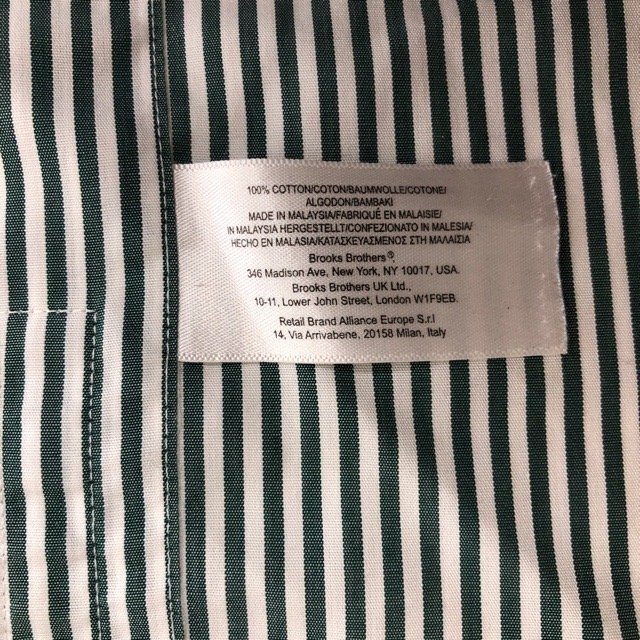 100% COTTON/COTON/BAUMWOLLE/COTONE/
ALGODON/BAMBAKI
MADE IN MALAYSIA/FABRIQUÉ EN MALAISIE/
IN MALAYSIA HERGESTELLT/CONFEZIONATO IN MALESIA/
HECHO EN MALASIA/ΚΑΤΑΣΚΕΥΑΣΜΕΝΟΣ ΣΤΗ ΜΑΛΑΙΣΙΑ
Brooks Brothers®,
346 Madison Ave, New York, NY 10017, USA.
Brooks Brothers UK Ltd.,
10-11, Lower John Street, London W1F9EB.
Retail Brand Alliance Europe S.r.l
14, Via Arrivabene, 20158 Milan, Italy